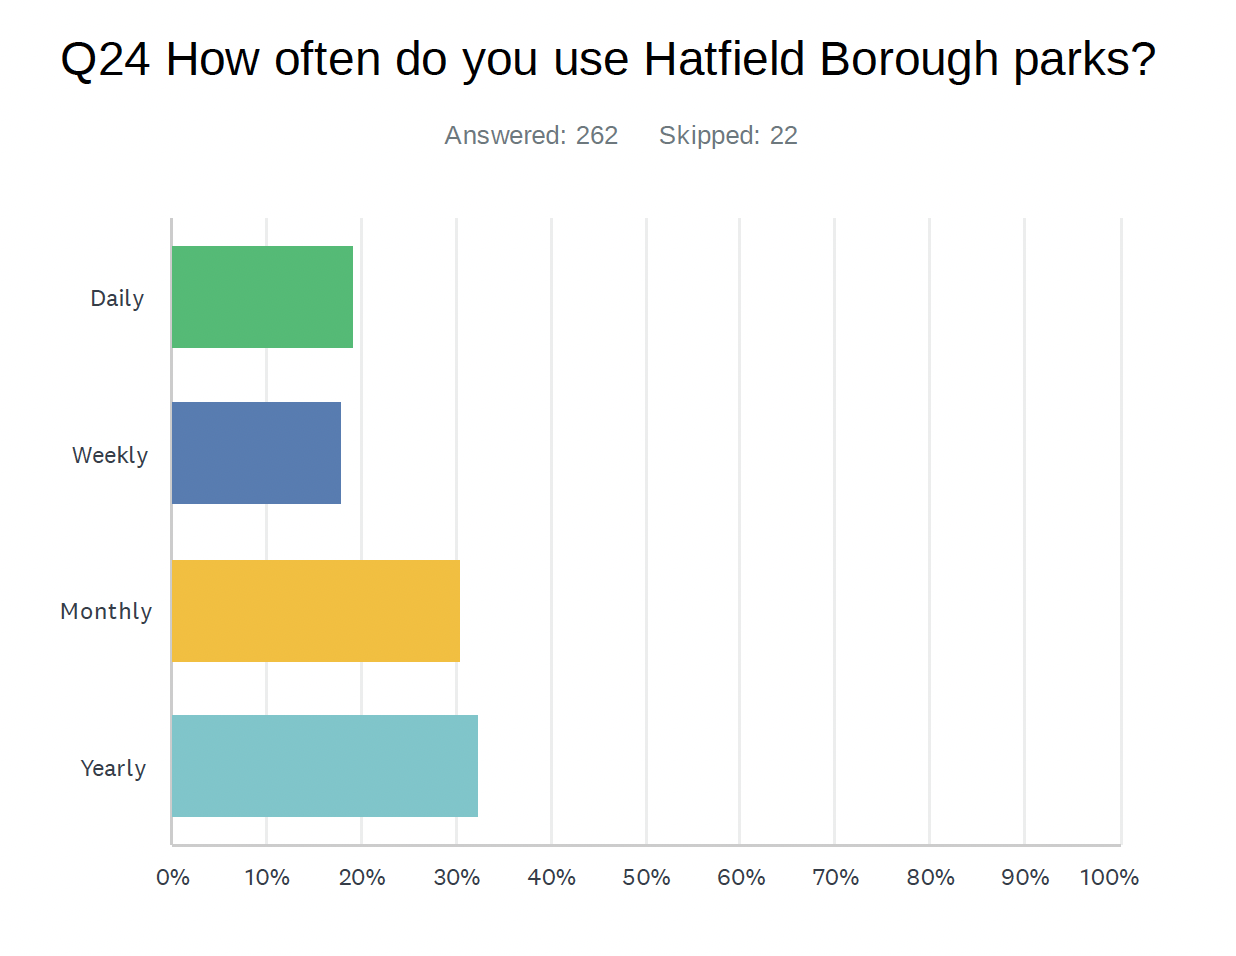 Q24 How often do you use Hatfield Borough parks?
Answered: 262 Skipped: 22
Daily
Weekly
Monthly
Yearly
0% 10% 20% 30% 40% 50% 60% 70% 80% 90% 100%